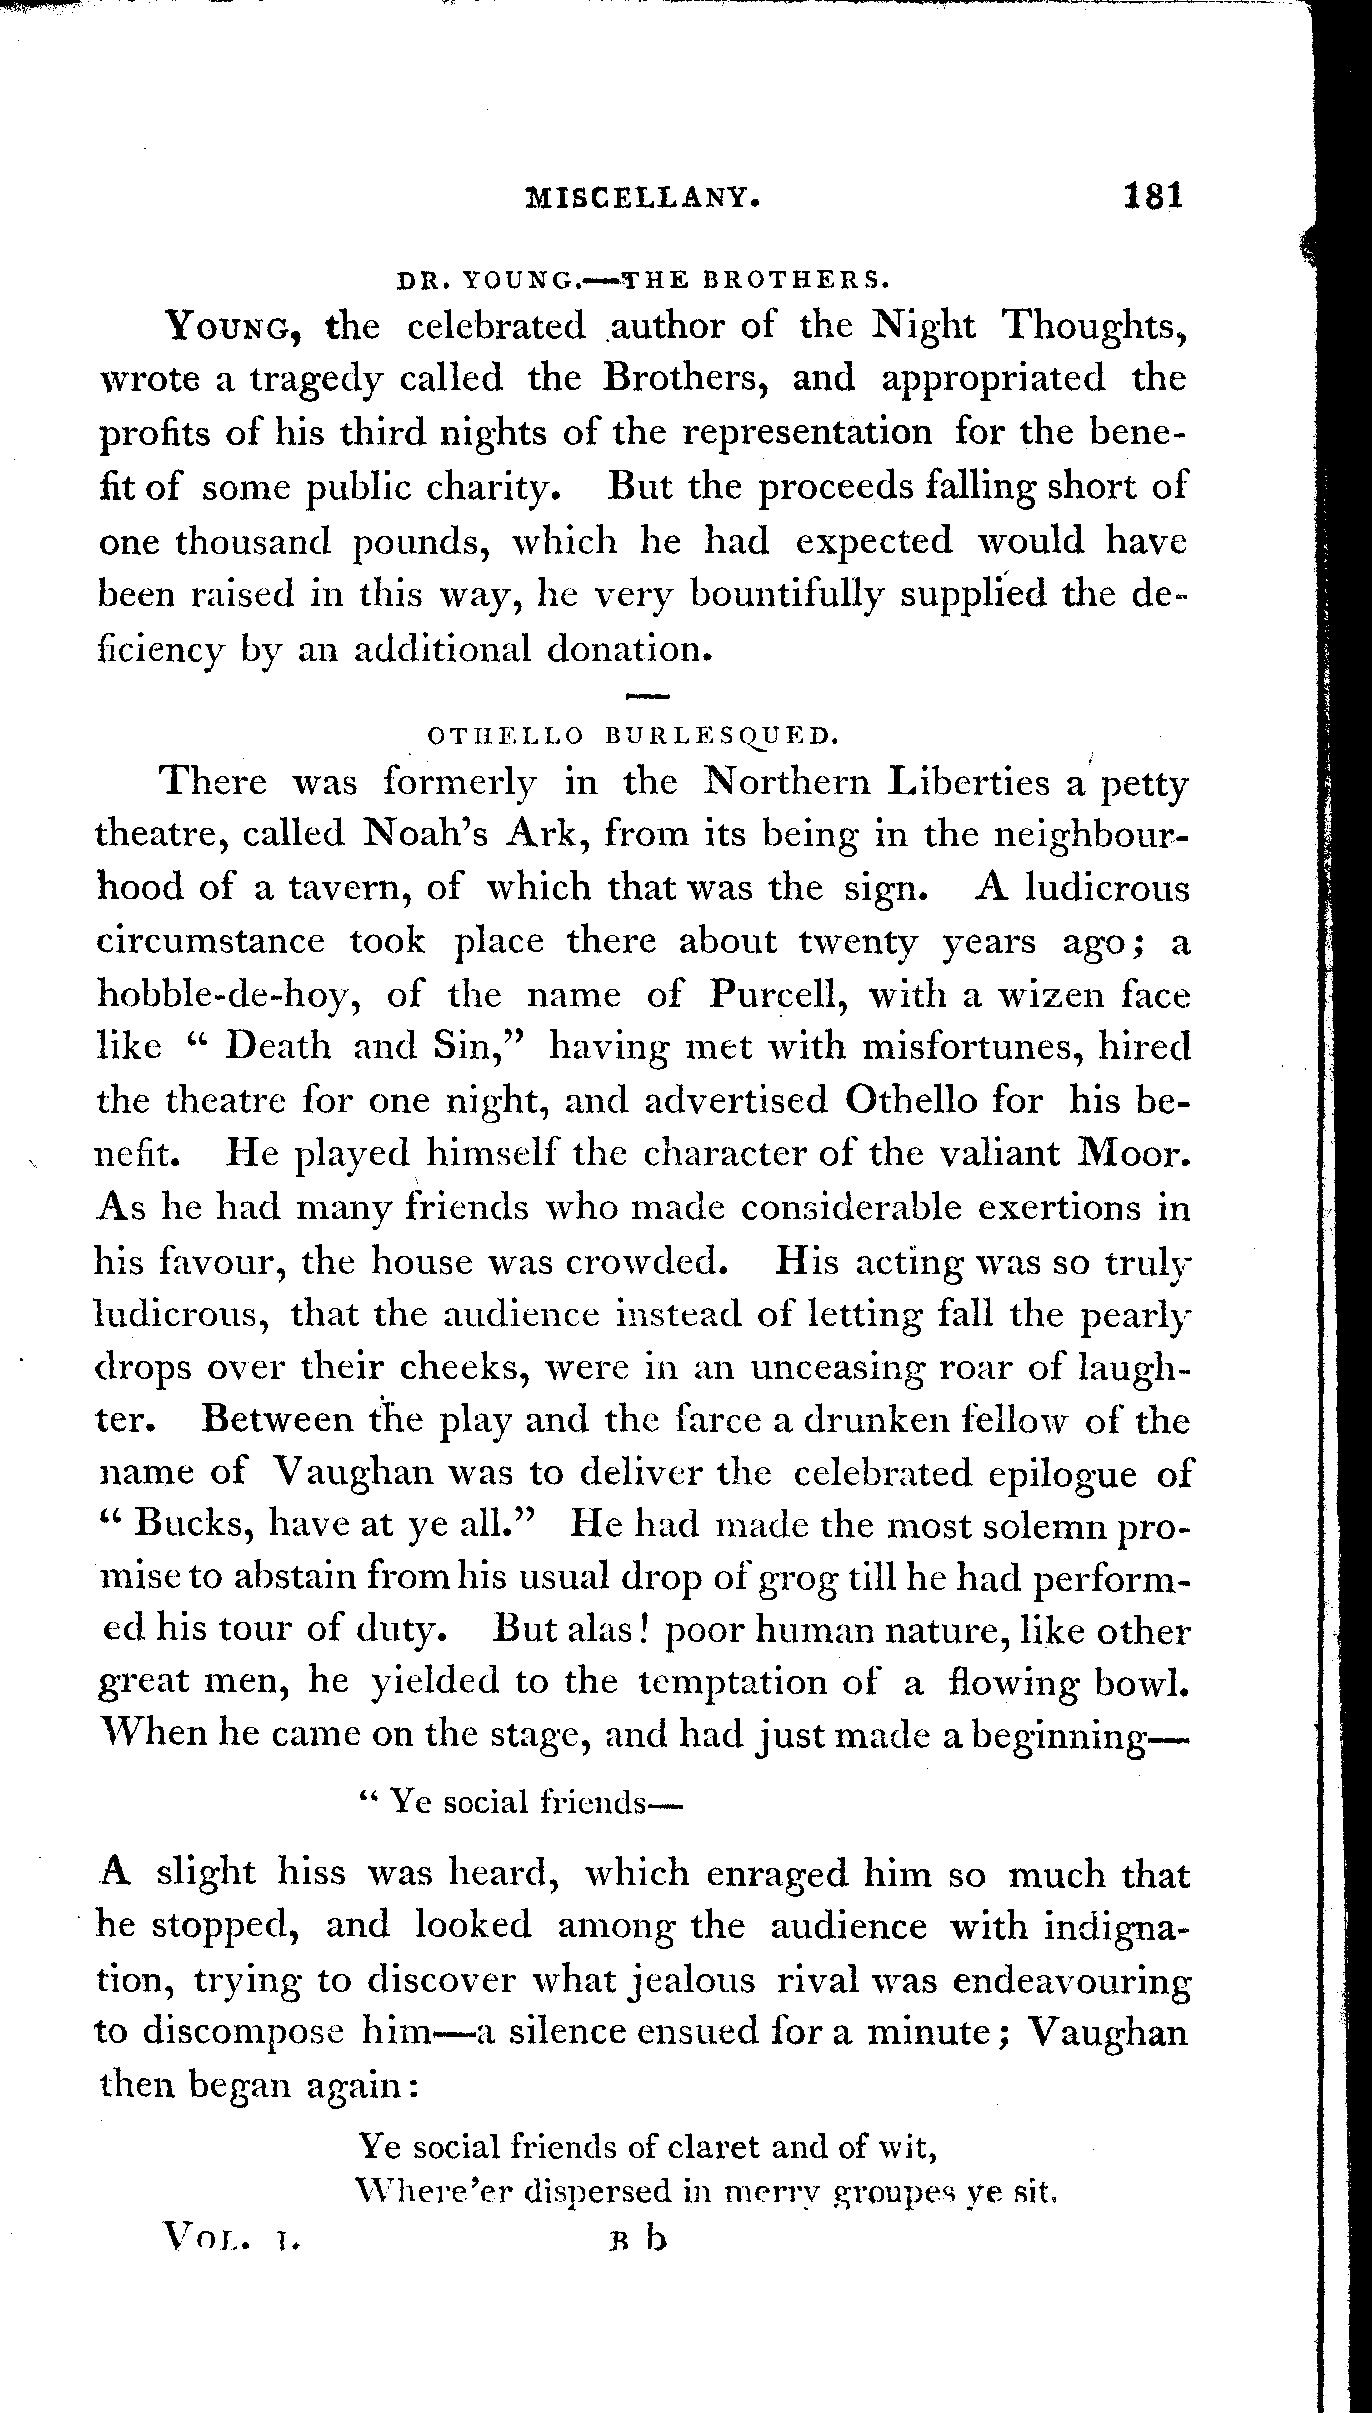 MISCELLANY. 181
DR. YOUNG.—THE BROTHERS.
YOUNG, the celebrated author of the Night Thoughts,
wrote a tragedy called the Brothers, and appropriated the
profits of his third nights of the representation for the bene-
fit of some public charity. But the proceeds falling short of
one thousand pounds, which he had expected would have
been raised in this way, he very bountifully supplied the de-
ficiency by an additional donation.
OTHELLO BURLESQUED.
There was formerly in the Northern Liberties a petty
theatre, called Noah's Ark, from its being in the neighbour-
hood of a tavern, of which that was the sign. A ludicrous
circumstance took place there about twenty years ago; a
hobble-de-hoy, of the name of Purcell, with a wizen face
like “ Death and Sin,” having met with misfortunes, hired
the theatre for one night, and advertised Othello for his be-
nefit. He played himself the character of the valiant Moor.
As he had many friends who made considerable exertions in
his favour, the house was crowded. His acting was so truly
ludicrous, that the audience instead of letting fall the pearly
drops over their cheeks, were in an unceasing roar of laugh-
ter. Between the play and the farce a drunken fellow of the
name of Vaughan was to deliver the celebrated epilogue of
“ Bucks, have at ye all.” He had made the most solemn pro-
mise to abstain from his usual drop of grog till he had perform-
ed his tour of duty. But alas! poor human nature, like other
great men, he yielded to the temptation of a flowing bowl.
When he came on the stage, and had just made a beginning—
“ Ye social friends—
A slight hiss was heard, which enraged him so much that
he stopped, and looked among the audience with indigna-
tion, trying to discover what jealous rival was endeavouring
to discompose him—a silence ensued for a minute; Vaughan
then began again:
Ye social friends of claret and of wit,
Where'er dispersed in merry groupes ye sit.
VOL. I. B b